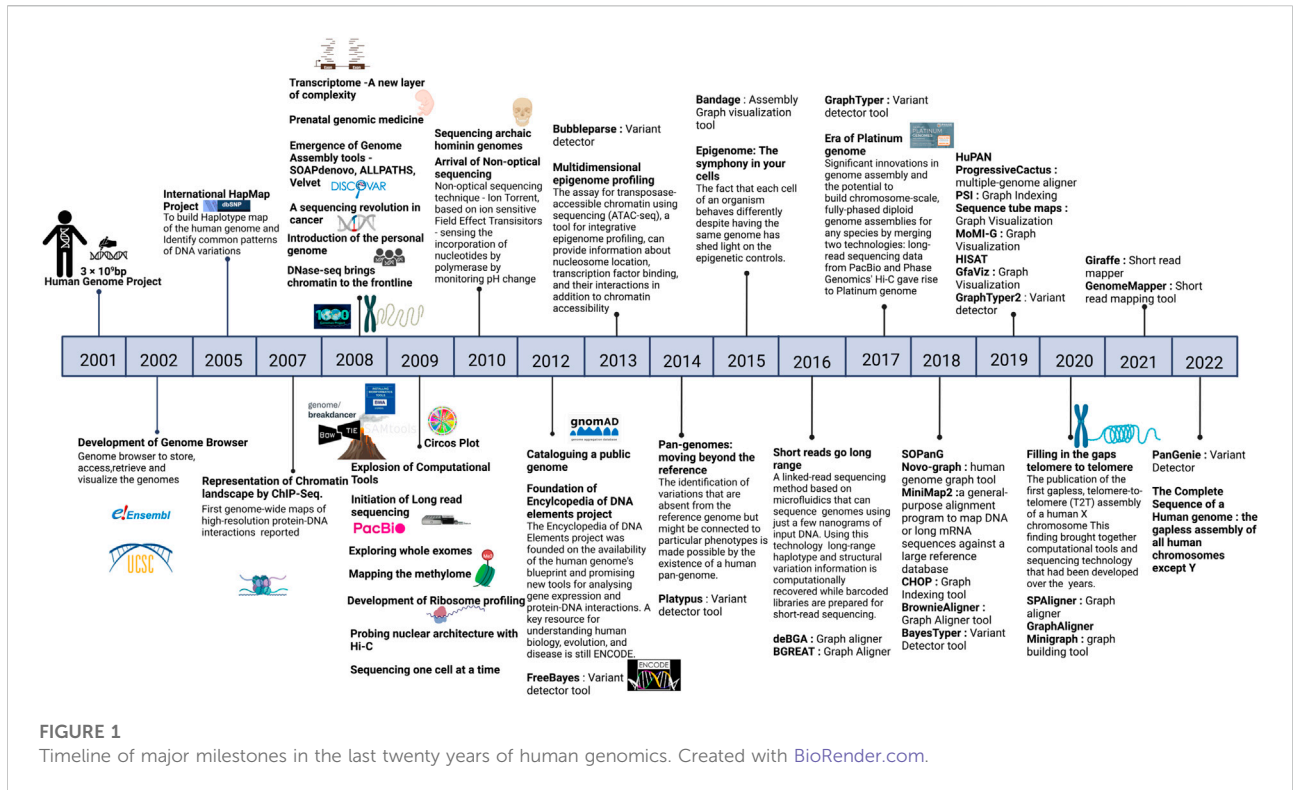 Transcriptome -A new layer
of complexity
Prenatal genomic medicine
Emergence of Genome
Assembly tools -
SOAPdenovo, ALLPATHS,
Velvet
DISCOVAR
A sequencing revolution in
cancer
Introduction of the personal
genome
DNase-seq brings
chromatin to the frontline
International HapMap
Project
dbSNP
To build Haplotype map
of the human genome and
Identify common patterns
of DNA variations
3 × 10⁹bp
Human Genome Project
Sequencing archaic
hominin genomes
Arrival of Non-optical
sequencing
Non-optical sequencing
technique - Ion Torrent,
based on ion sensitive
Field Effect Transisitors
- sensing the
incorporation of
nucleotides by
polymerase by
monitoring pH change
Bubbleparse : Variant
detector
Multidimensional
epigenome profiling
The assay for transposase-
accessible chromatin using
sequencing (ATAC-seq), a
tool for integrative
epigenome profiling, can
provide information about
nucleosome location,
transcription factor binding,
and their interactions in
addition to chromatin
accessibility
Bandage : Assembly
Graph visualization
tool
Epigenome: The
symphony in your
cells
The fact that each cell
of an organism
behaves differently
despite having the
same genome has
shed light on the
epigenetic controls.
GraphTyper : Variant
detector tool
Era of Platinum
genome
PLATINUM
GENOMES
Significant innovations in
genome assembly and
the potential to
build chromosome-scale,
fully-phased diploid
genome assemblies for
any species by merging
two technologies: long-
read sequencing data
from PacBio and Phase
Genomics' Hi-C gave rise
to Platinum genome
HuPAN
ProgressiveCactus :
multiple-genome aligner
PSI : Graph Indexing
Sequence tube maps :
Graph Visualization
MoMI-G : Graph
Visualization
HISAT
GfaViz : Graph
Visualization
GraphTyper2 : Variant
detector
Giraffe : Short read
mapper
GenomeMapper : Short
read mapping tool
1000
2001 2002 2005 2007 2008 2009 2010 2012 2013 2014 2015 2016 2017 2018 2019 2020 2021 2022
Development of Genome Browser
Genome browser to store,
access,retrieve and
visualize the genomes
e!Ensembl
UCSC
Representation of Chromatin
landscape by ChIP-Seq.
First genome-wide maps of
high-resolution protein-DNA
interactions reported
genome/
breakdancer
BWA
BOW TIE
SAMtools
Circos Plot
Explosion of Computational
Tools
Initiation of Long read
sequencing
PacBio
Exploring whole exomes
Met
Mapping the methylome
Development of Ribosome profiling
Probing nuclear architecture with
Hi-C
Sequencing one cell at a time
gnomAD
genome aggregation database
Cataloguing a public
genome
Foundation of
Encylcopedia of DNA
elements project
The Encyclopedia of DNA
Elements project was
founded on the availability
of the human genome's
blueprint and promising
new tools for analysing
gene expression and
protein-DNA interactions. A
key resource for
understanding human
biology, evolution, and
disease is still ENCODE.
FreeBayes : Variant
detector tool
ENCODE
Pan-genomes:
moving beyond the
reference
The identification of
variations that are
absent from the
reference genome but
might be connected to
particular phenotypes is
made possible by the
existence of a human
pan-genome.
Platypus : Variant
detector tool
Short reads go long
range
A linked-read sequencing
method based on
microfluidics that can
sequence genomes using
just a few nanograms of
input DNA. Using this
technology long-range
haplotype and structural
variation information is
computationally
recovered while barcoded
libraries are prepared for
short-read sequencing.
deBGA : Graph aligner
BGREAT : Graph Aligner
SOPanG
Novo-graph : human
genome graph tool
MiniMap2 :a general-
purpose alignment
program to map DNA
or long mRNA
sequences against a
large reference
database
CHOP : Graph
Indexing tool
BrownieAligner :
Graph Aligner tool
BayesTyper : Variant
Detector tool
Filling in the gaps
telomere to telomere
The publication of the
first gapless, telomere-to-
telomere (T2T) assembly
of a human X
chromosome This
finding brought together
computational tools and
sequencing technology
that had been developed
over the years.
SPAligner : Graph
aligner
GraphAligner
Minigraph : graph
building tool
PanGenie : Variant
Detector
The Complete
Sequence of a
Human genome : the
gapless assembly of
all human
chromosomes
except Y
FIGURE 1
Timeline of major milestones in the last twenty years of human genomics. Created with BioRender.com.